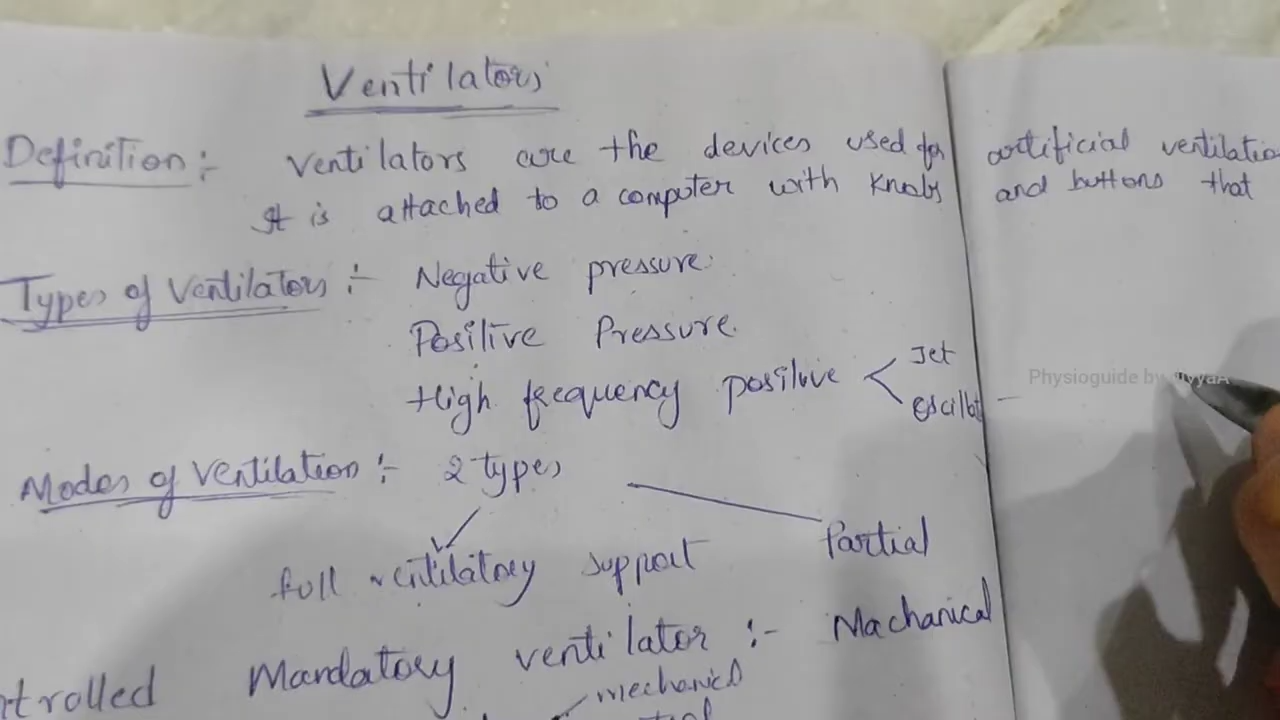 Ventilators
Definition :- Ventilators are the devices used for artificial ventilatio
It is attached to a computer with Knobs and buttons that
Types of Ventilators :- Negative pressure.
Positive Pressure.
High frequency positive < Jet
Modes of Ventilation :- 2 types
full ventilatory support Partial
ntrolled Mandatory ventilator :- Machanical
mechanical
Physioguide by